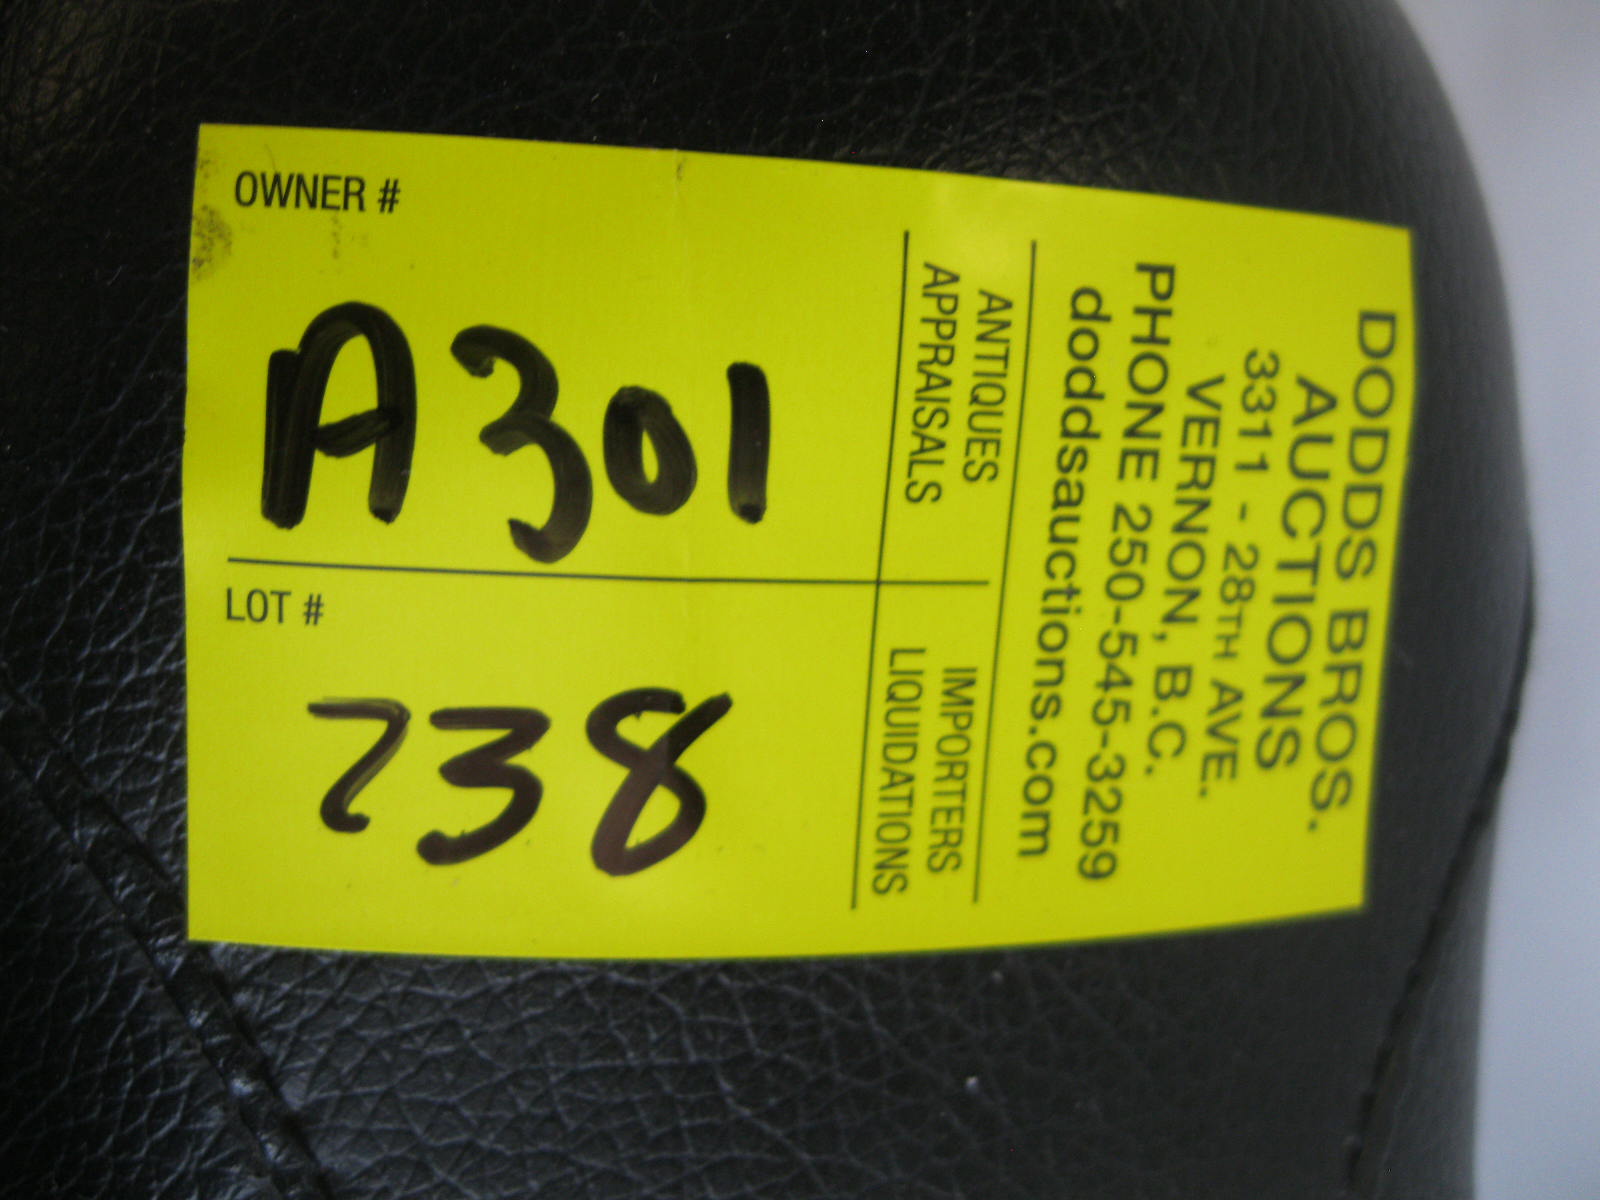 DODDS BROS.
AUCTIONS
3311 - 28TH AVE.
VERNON, B.C.
PHONE 250-545-3259
doddsauctions.com
ANTIQUES
APPRAISALS
IMPORTERS
LIQUIDATIONS
OWNER #
A301
LOT #
238